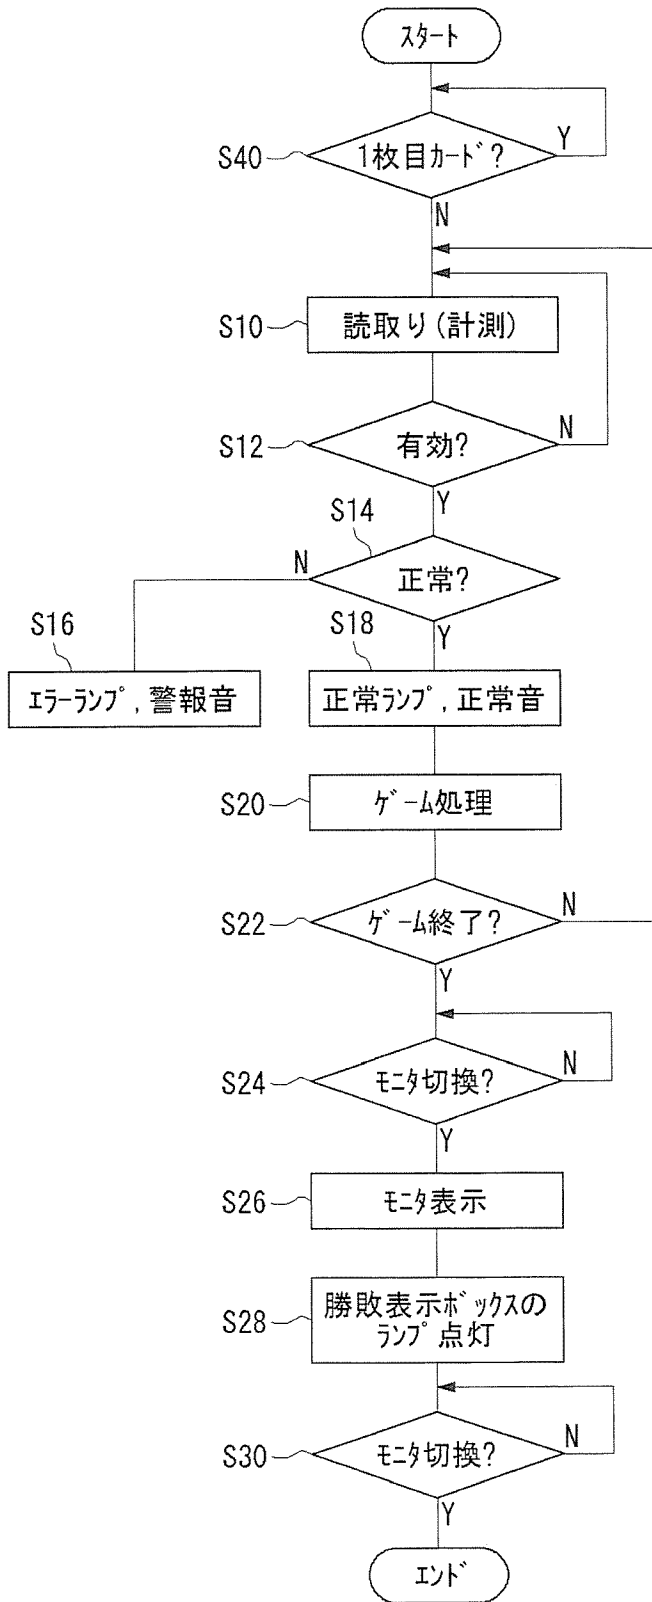 スタート
S40
1枚目カード?
Y
N
S10
読取り(計測)
S12
有効?
N
Y
S14
N
正常?
Y
S16
S18
エラーランプ,警報音
正常ランプ,正常音
S20
ゲーム処理
S22
ゲーム終了?
N
Y
S24
モニタ切換?
N
Y
S26
モニタ表示
S28
勝敗表示ボックスの
ランプ点灯
S30
モニタ切換?
N
Y
エンド